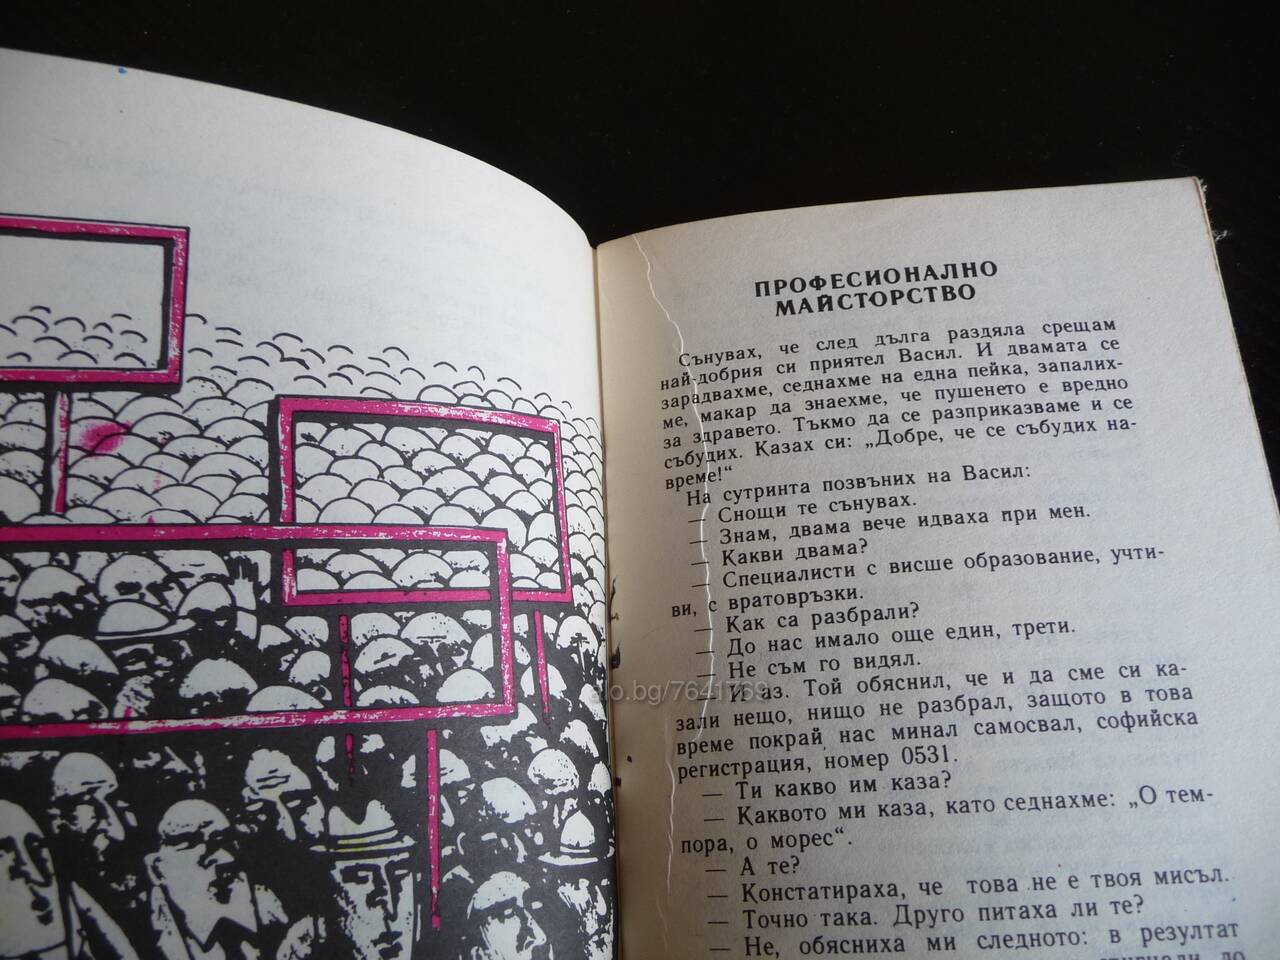 ПРОФЕСИОНАЛНО
МАЙСТОРСТВО
Сънувах, че след дълга раздяла срещам
най-добрия си приятел Васил. И двамата се
зарадвахме, седнахме на една пейка, запалих-
ме, макар да знаехме, че пушенето е вредно
за здравето. Тъкмо да се разприказваме и се
събудих. Казах си: „Добре, че се събудих на-
време!“
На сутринта позвъних на Васил:
— Снощи те сънувах.
— Знам, двама вече идваха при мен.
— Какви двама?
— Специалисти с висше образование, учти-
ви, с вратовръзки.
— Как са разбрали?
— До нас имало още един, трети.
— Не съм го видял.
— И аз. Той обяснил, че и да сме си ка-
зали нещо, нищо не разбрал, защото в това
време покрай нас минал самосвал, софийска
регистрация, номер 0531.
— Ти какво им каза?
— Каквото ми каза, като седнахме: „О тем-
пора, о морес“.
— А те?
— Констатираха, че това не е твоя мисъл.
— Точно така. Друго питаха ли те?
— Не, обясниха ми следното: в резултат
.bg/7641769